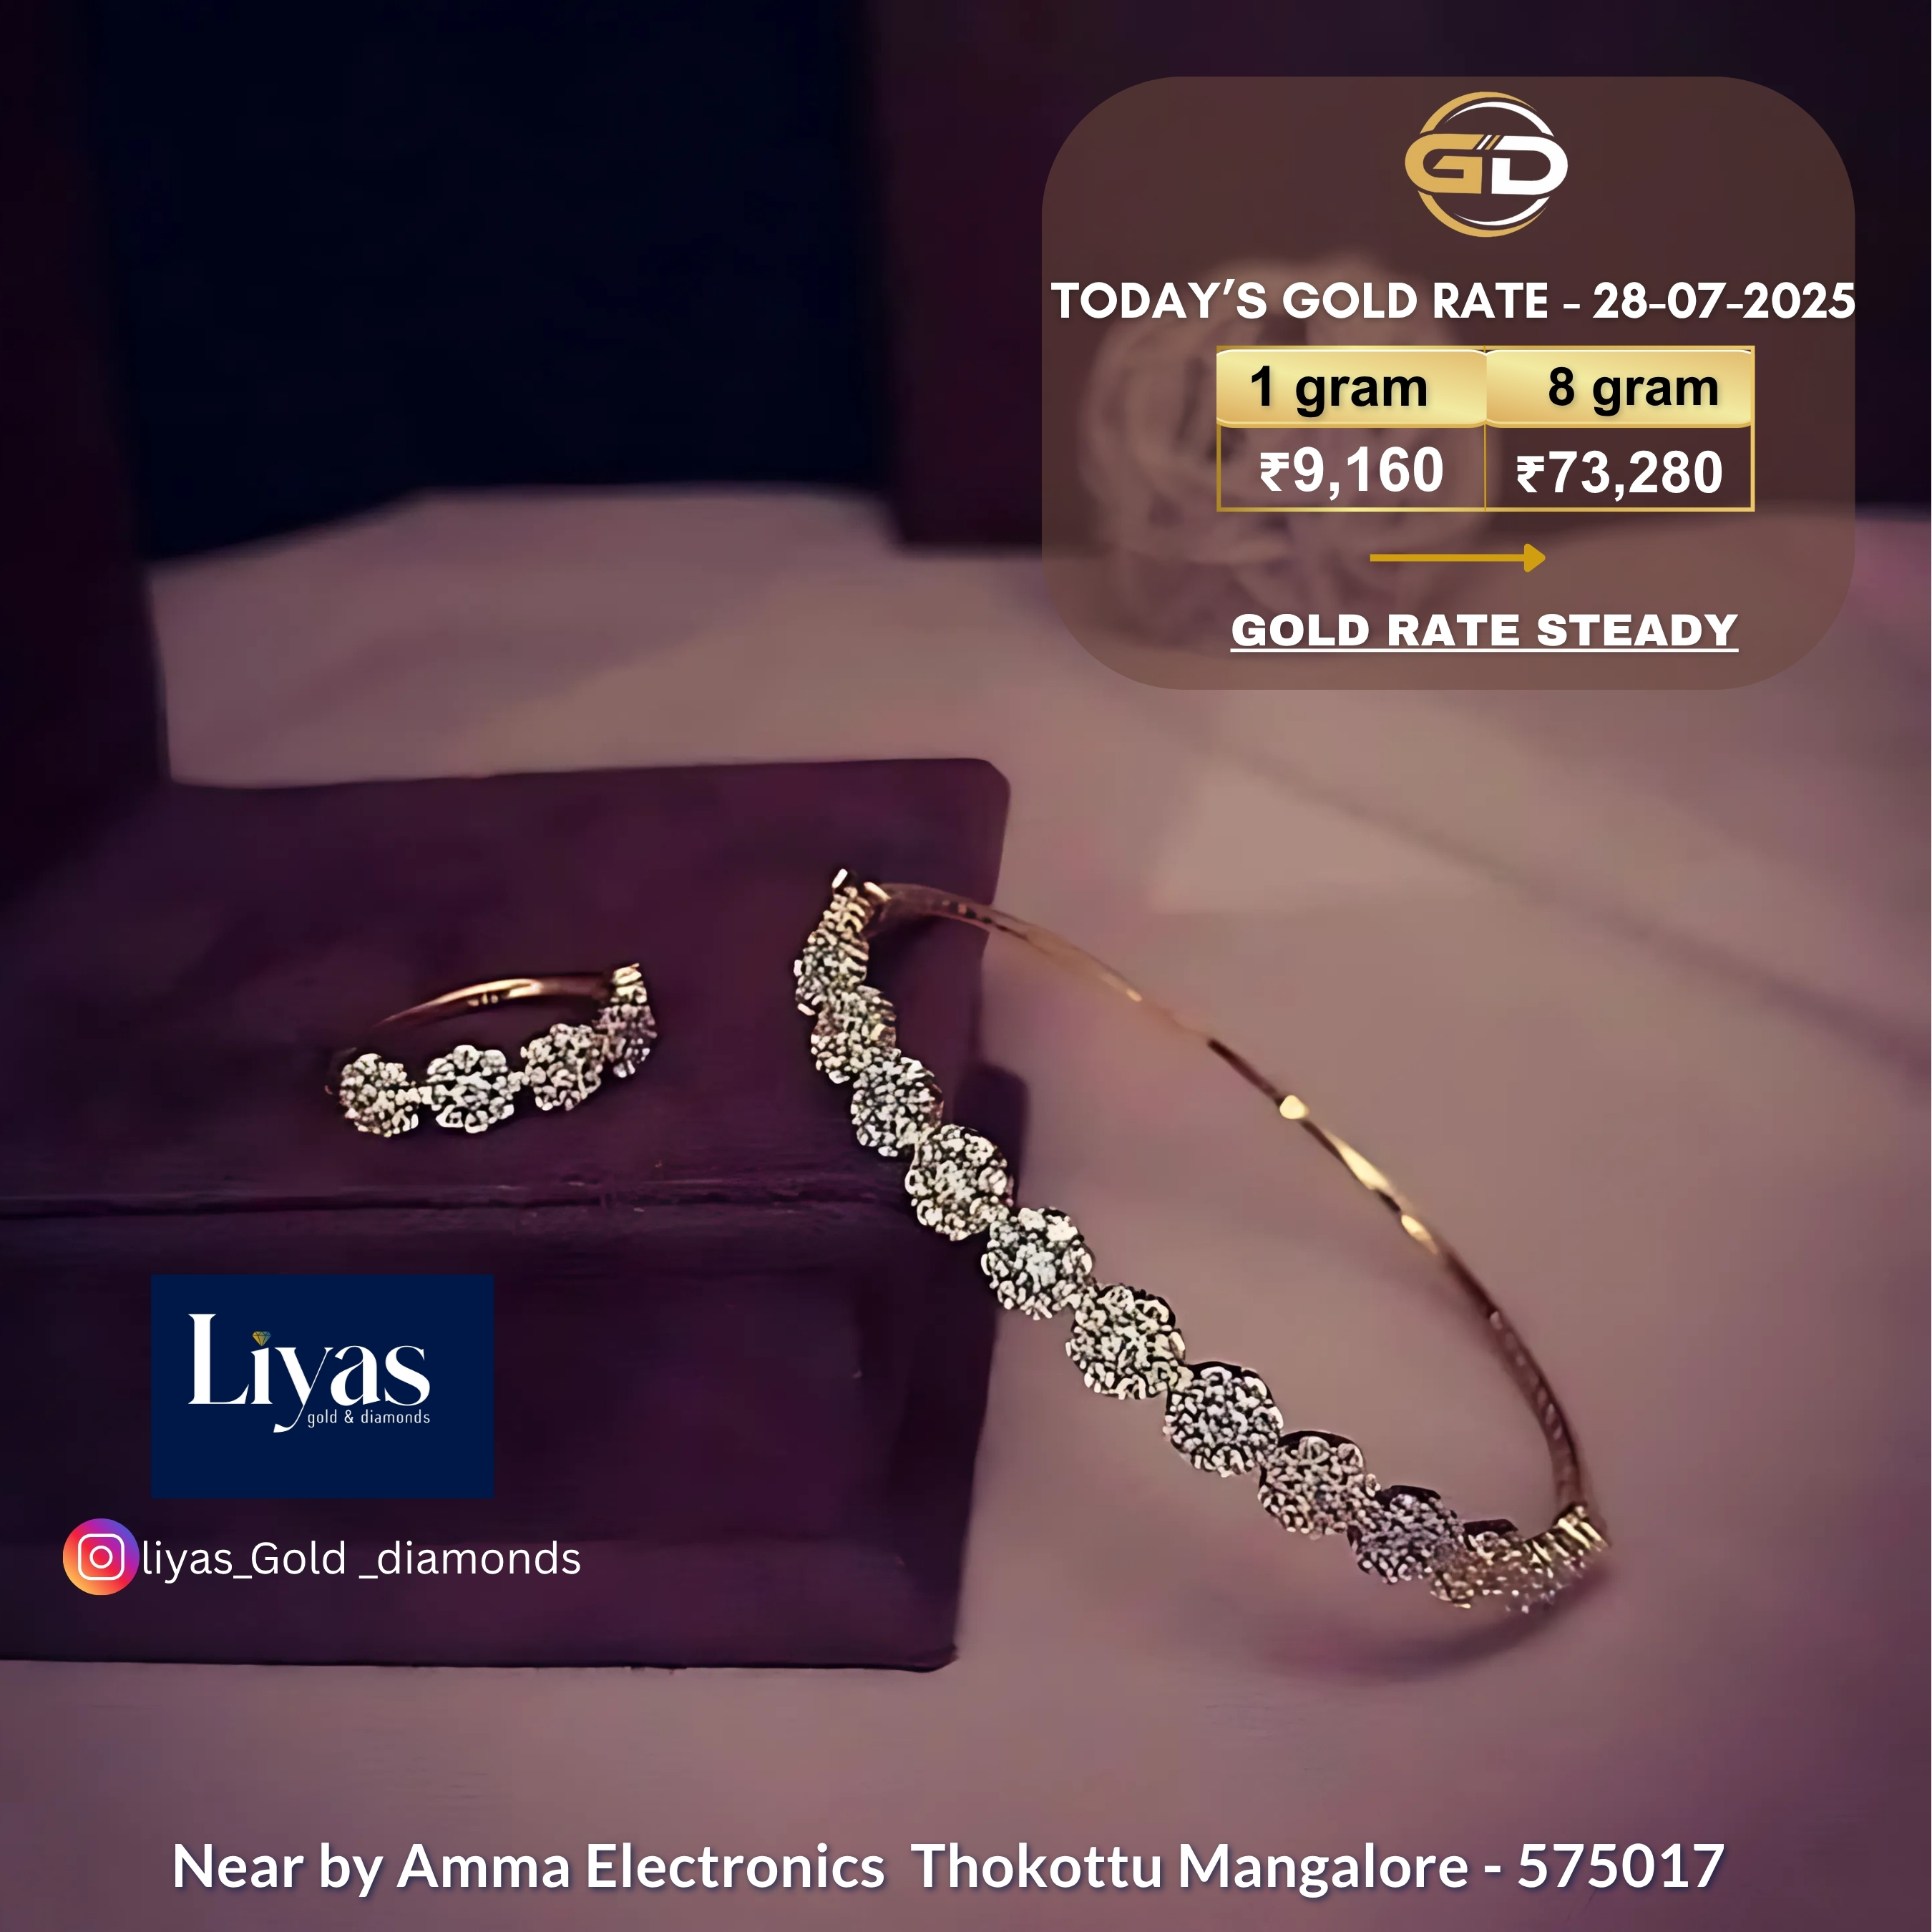 GD
TODAY'S GOLD RATE - 28-07-2025
1 gram 8 gram
₹9,160 ₹73,280
GOLD RATE STEADY
Liyas
gold & diamonds
liyas_Gold _diamonds
Near by Amma Electronics Thokottu Mangalore - 575017